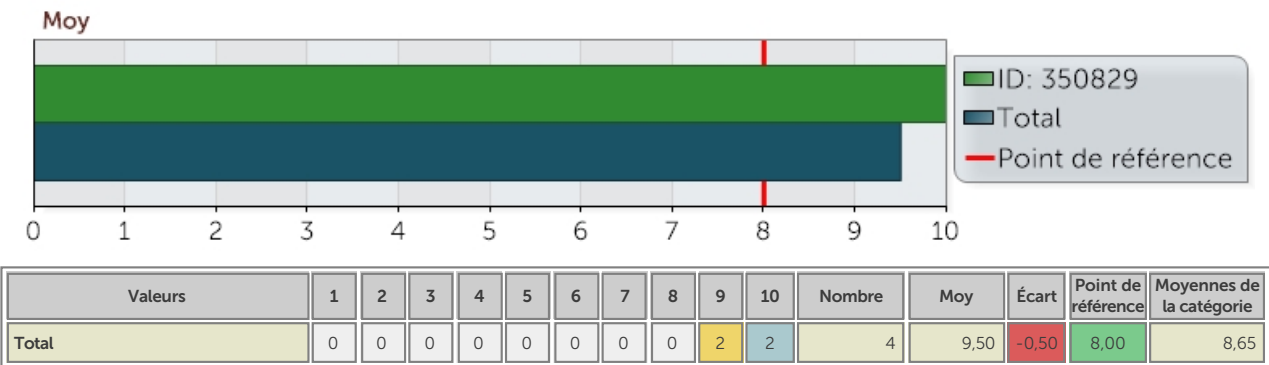 Moy
ID: 350829
Total
Point de référence
0 1 2 3 4 5 6 7 8 9 10
Valeurs 1 2 3 4 5 6 7 8 9 10 Nombre Moy Écart Point de référence Moyennes de la catégorie
Total 0 0 0 0 0 0 0 0 2 2 4 9,50 -0,50 8,00 8,65